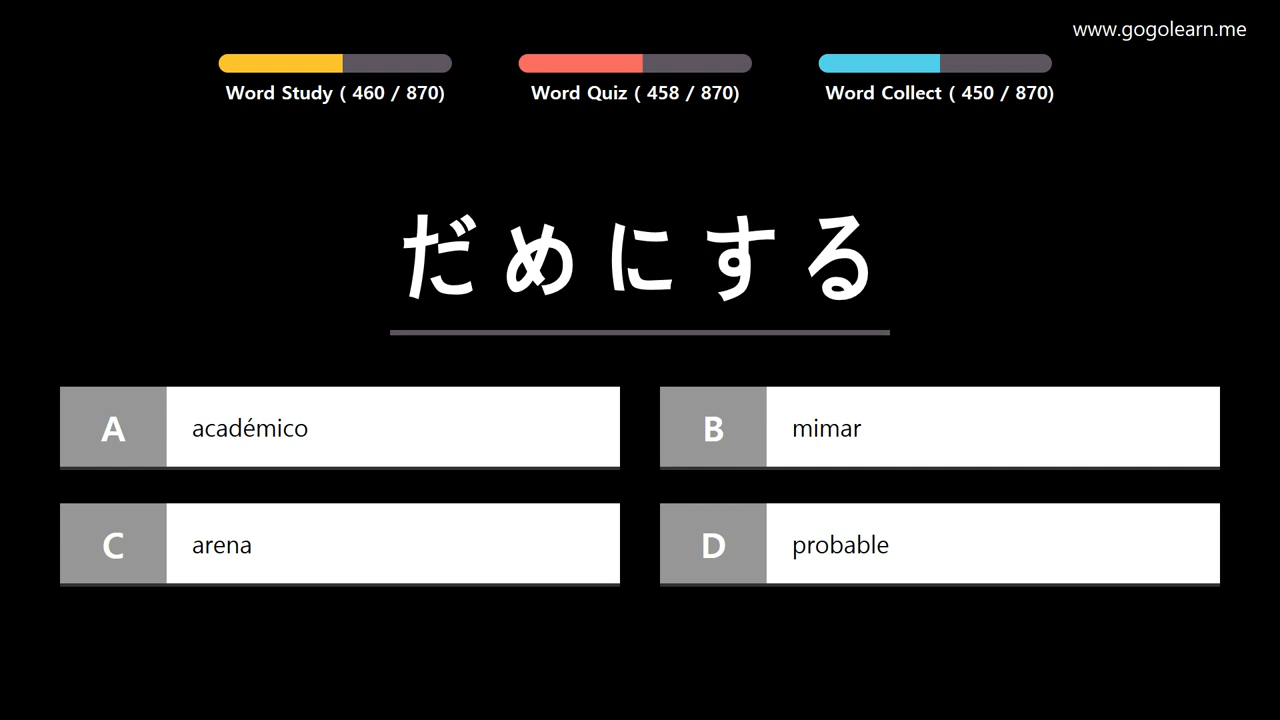 www.gogolearn.me
Word Study ( 460 / 870)
Word Quiz ( 458 / 870)
Word Collect ( 450 / 870)
だめにする
A académico
B mimar
C arena
D probable